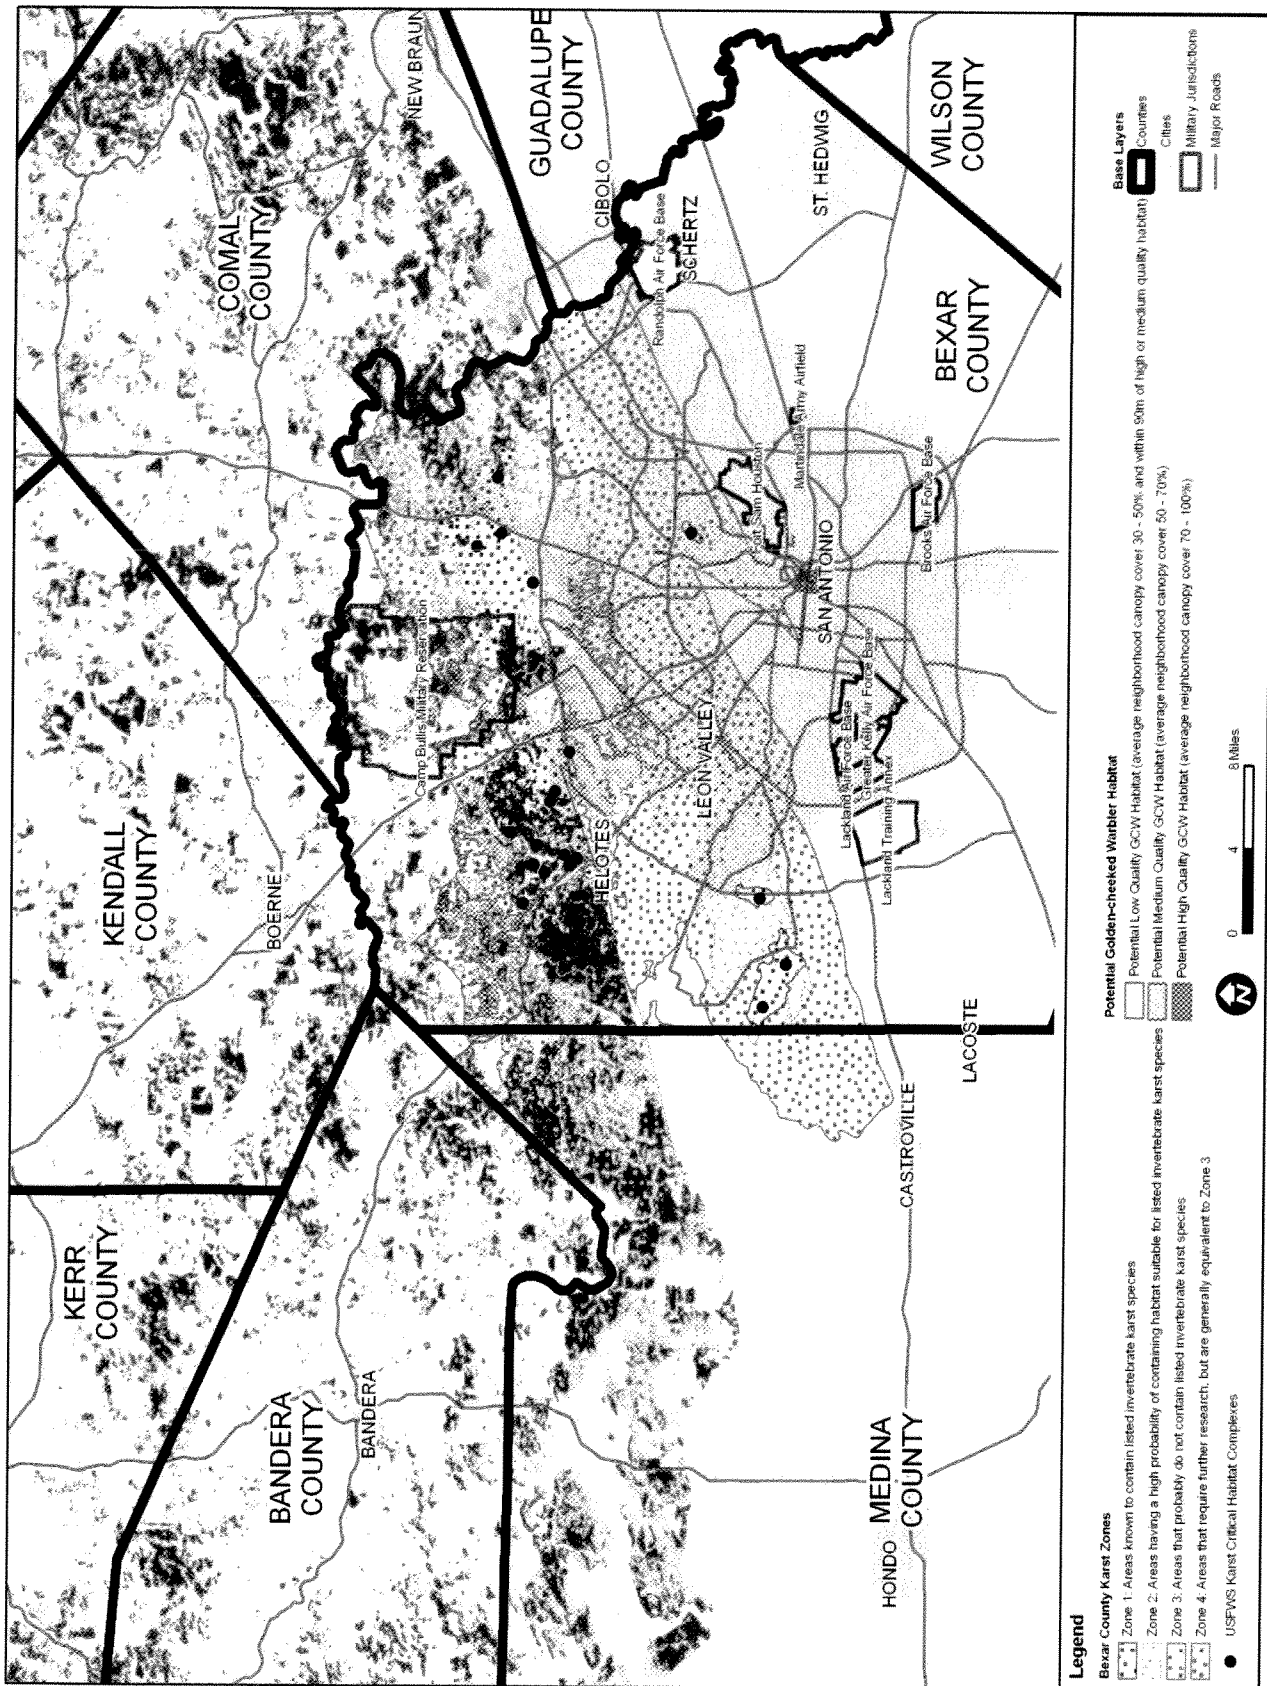 KERR
COUNTY
KENDALL
COUNTY
BOERNE
COMAL
COUNTY
NEW BRAUN
BANDERA
COUNTY
BANDERA
Camp Bullis Military Reservation
GUADALUPE
COUNTY
CIBOLO
HELOTES
Randolph Air Force Base
SCHERTZ
LEON VALLEY
Fort Sam Houston
Martindale Army Airfield
ST. HEDWIG
SAN ANTONIO
Lackland Air Force Base
Greater Kelly Air Force Base
Lackland Training Annex
Brooks Air Force Base
MEDINA
COUNTY
HONDO
CASTROVILLE
LACOSTE
BEXAR
COUNTY
WILSON
COUNTY
Legend
Bexar County Karst Zones
Zone 1: Areas known to contain listed invertebrate karst species
Zone 2: Areas having a high probability of containing habitat suitable for listed invertebrate karst species
Zone 3: Areas that probably do not contain listed invertebrate karst species
Zone 4: Areas that require further research, but are generally equivalent to Zone 3
USFWS Karst Critical Habitat Complexes
Potential Golden-cheeked Warbler Habitat
Potential Low Quality GCW Habitat (average neighborhood canopy cover 30 - 50% and within 90m of high or medium quality habitat)
Potential Medium Quality GCW Habitat (average neighborhood canopy cover 50 - 70%)
Potential High Quality GCW Habitat (average neighborhood canopy cover 70 - 100%)
N
0 4 8 Miles
Base Layers
Counties
Cities
Military Jurisdictions
Major Roads